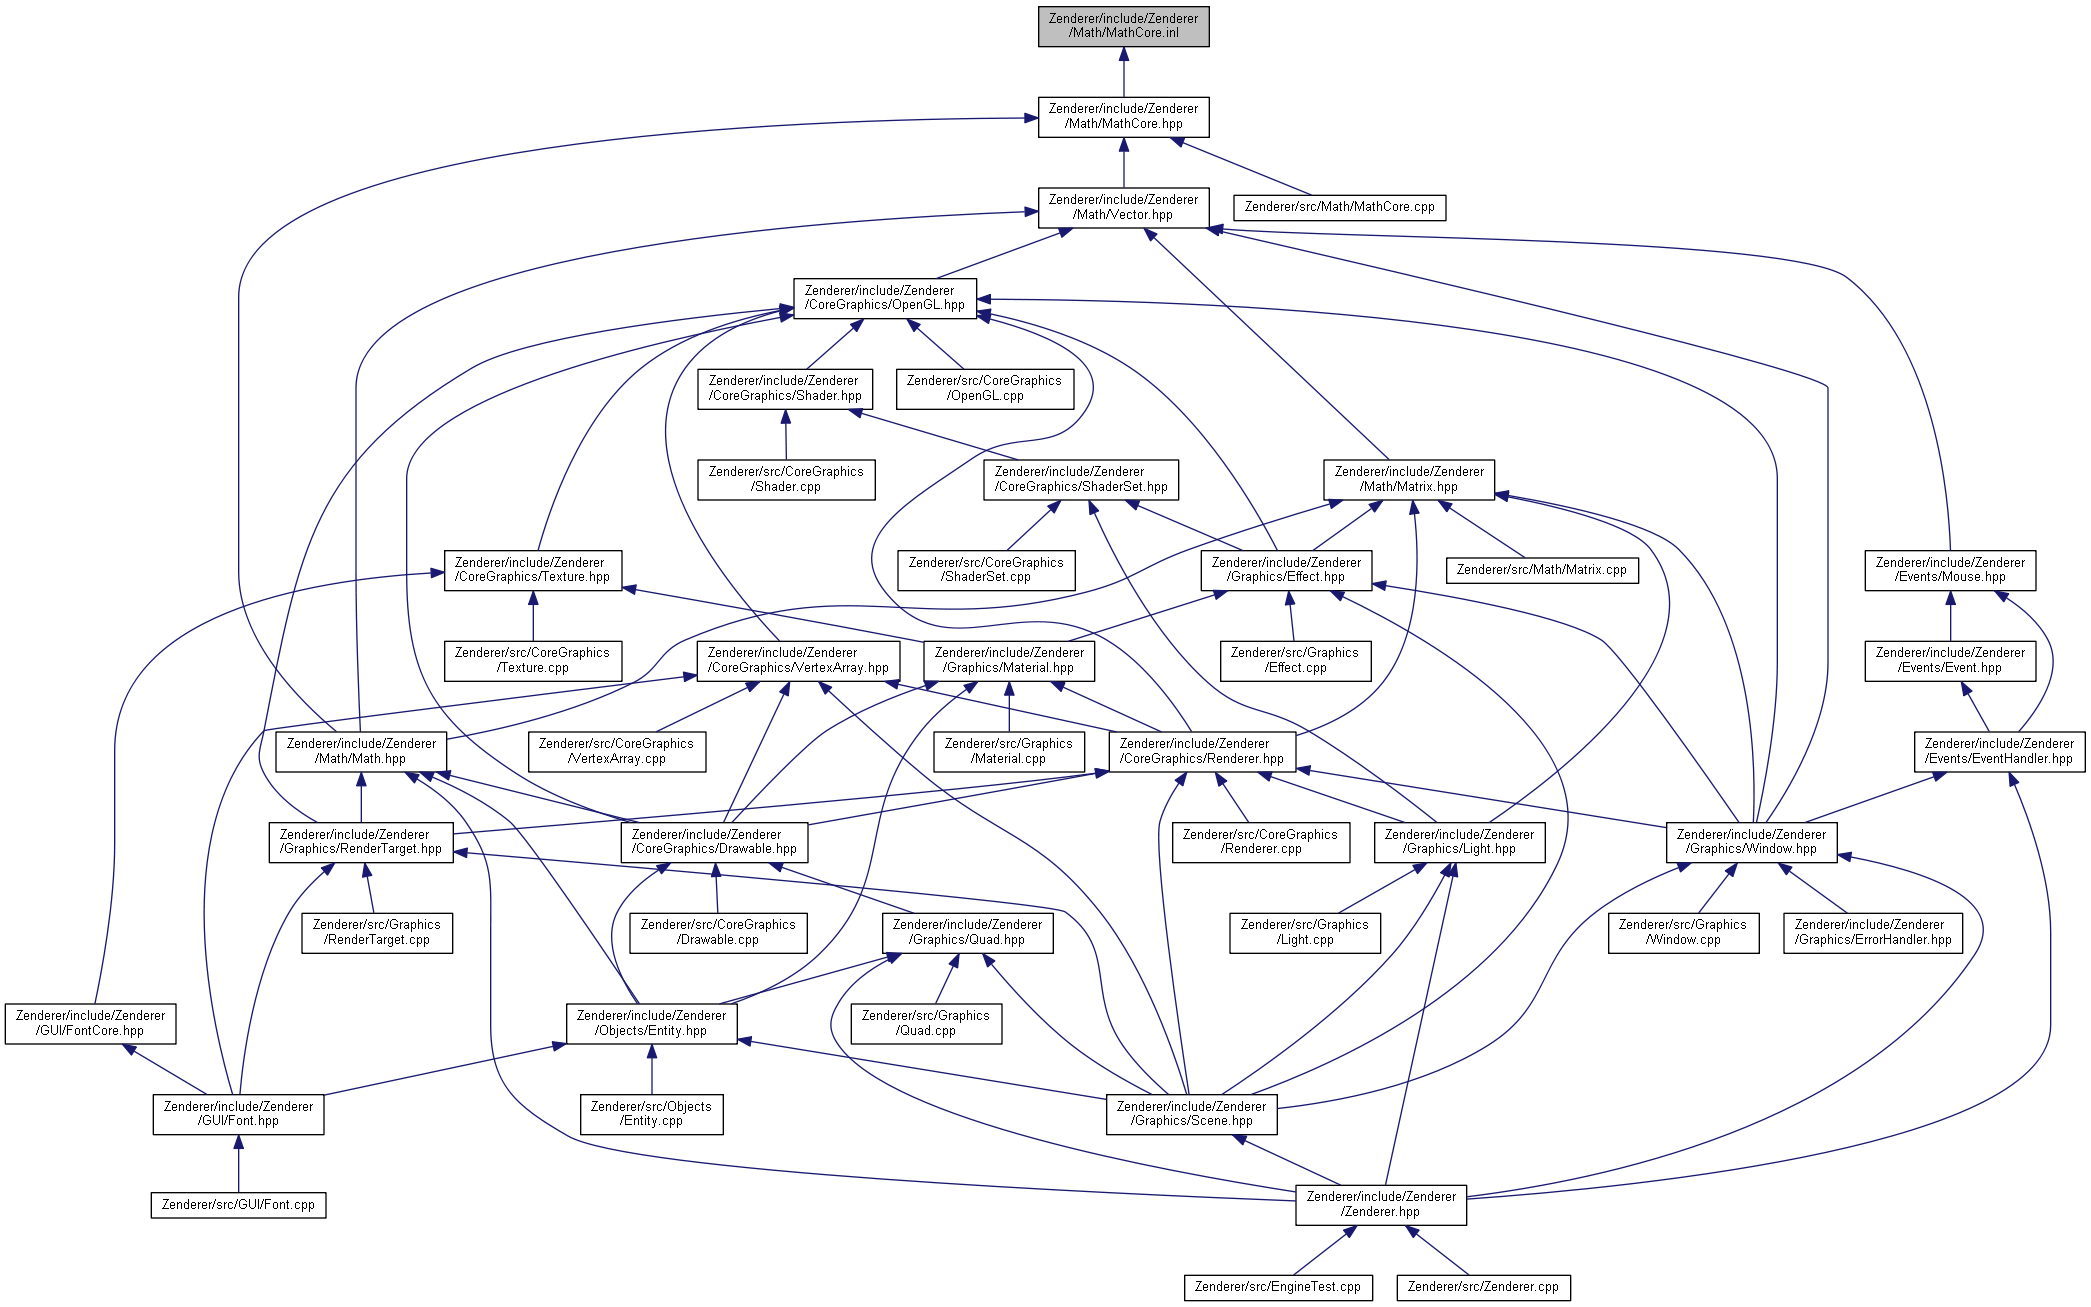 Zenderer/include/Zenderer
/Math/MathCore.inl
Zenderer/include/Zenderer
/Math/MathCore.hpp
Zenderer/include/Zenderer
/Math/Vector.hpp
Zenderer/src/Math/MathCore.cpp
Zenderer/include/Zenderer
/CoreGraphics/OpenGL.hpp
Zenderer/include/Zenderer
/CoreGraphics/Shader.hpp
Zenderer/src/CoreGraphics
/OpenGL.cpp
Zenderer/src/CoreGraphics
/Shader.cpp
Zenderer/include/Zenderer
/CoreGraphics/ShaderSet.hpp
Zenderer/include/Zenderer
/Math/Matrix.hpp
Zenderer/include/Zenderer
/CoreGraphics/Texture.hpp
Zenderer/src/CoreGraphics
/ShaderSet.cpp
Zenderer/include/Zenderer
/Graphics/Effect.hpp
Zenderer/src/Math/Matrix.cpp
Zenderer/include/Zenderer
/Events/Mouse.hpp
Zenderer/src/CoreGraphics
/Texture.cpp
Zenderer/include/Zenderer
/CoreGraphics/VertexArray.hpp
Zenderer/include/Zenderer
/Graphics/Material.hpp
Zenderer/src/Graphics
/Effect.cpp
Zenderer/include/Zenderer
/Events/Event.hpp
Zenderer/include/Zenderer
/Math/Math.hpp
Zenderer/src/CoreGraphics
/VertexArray.cpp
Zenderer/src/Graphics
/Material.cpp
Zenderer/include/Zenderer
/CoreGraphics/Renderer.hpp
Zenderer/include/Zenderer
/Events/EventHandler.hpp
Zenderer/include/Zenderer
/Graphics/RenderTarget.hpp
Zenderer/include/Zenderer
/CoreGraphics/Drawable.hpp
Zenderer/src/CoreGraphics
/Renderer.cpp
Zenderer/include/Zenderer
/Graphics/Light.hpp
Zenderer/include/Zenderer
/Graphics/Window.hpp
Zenderer/src/Graphics
/RenderTarget.cpp
Zenderer/src/CoreGraphics
/Drawable.cpp
Zenderer/include/Zenderer
/Graphics/Quad.hpp
Zenderer/src/Graphics
/Light.cpp
Zenderer/src/Graphics
/Window.cpp
Zenderer/include/Zenderer
/Graphics/ErrorHandler.hpp
Zenderer/include/Zenderer
/GUI/FontCore.hpp
Zenderer/include/Zenderer
/Objects/Entity.hpp
Zenderer/src/Graphics
/Quad.cpp
Zenderer/include/Zenderer
/GUI/Font.hpp
Zenderer/src/Objects
/Entity.cpp
Zenderer/include/Zenderer
/Graphics/Scene.hpp
Zenderer/src/GUI/Font.cpp
Zenderer/include/Zenderer
/Zenderer.hpp
Zenderer/src/EngineTest.cpp
Zenderer/src/Zenderer.cpp